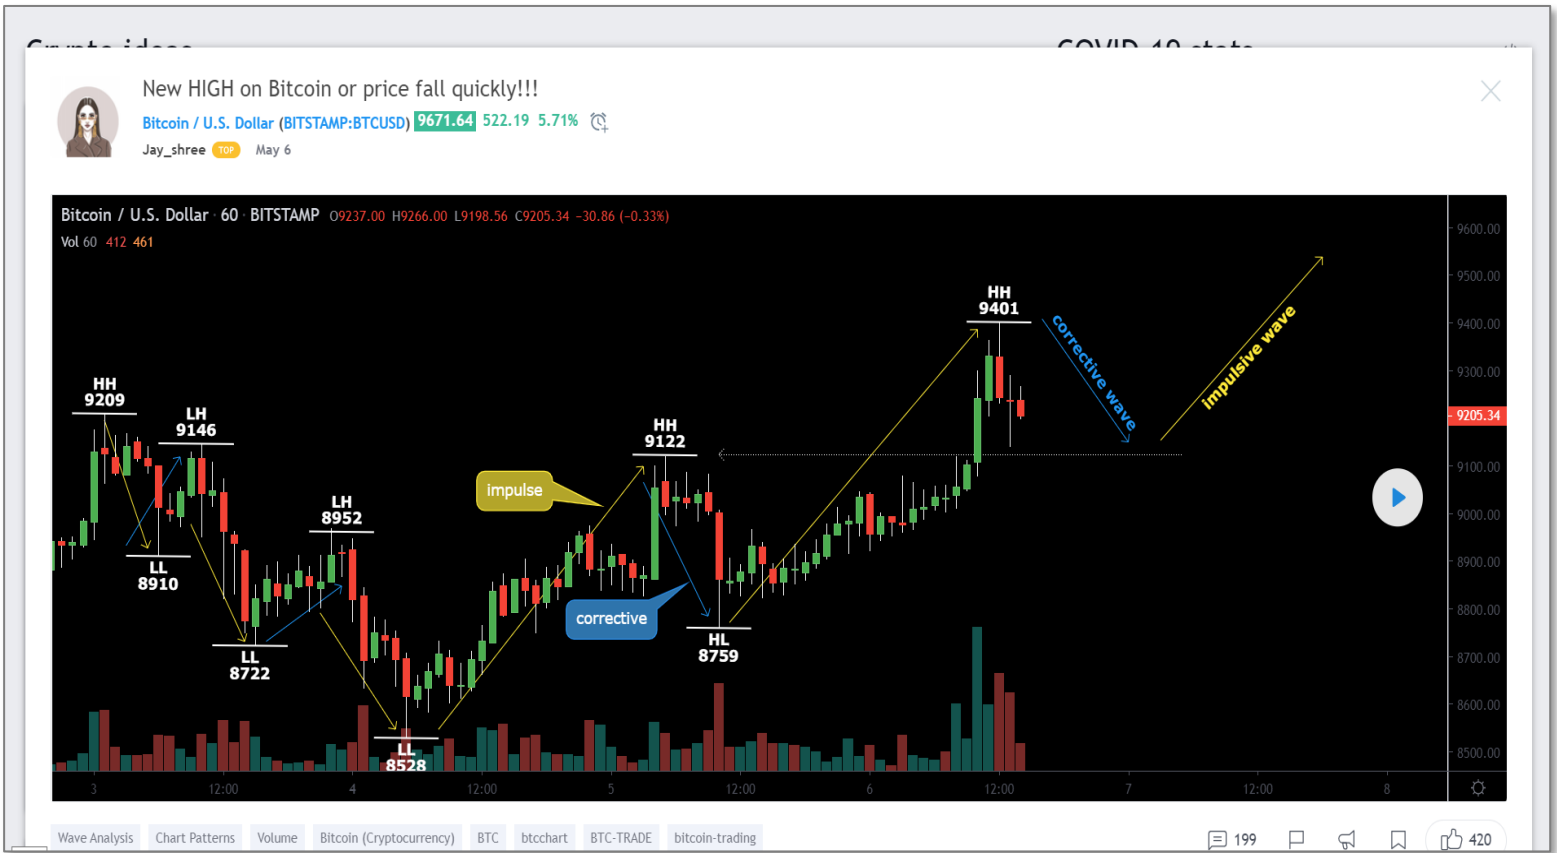 Crypto ideas
COVID-19 stats
New HIGH on Bitcoin or price fall quickly!!!
Bitcoin / U.S. Dollar (BITSTAMP:BTCUSD) 9671.64 522.19 5.71%
Jay_shree TOP May 6
Bitcoin / U.S. Dollar · 60 · BITSTAMP O9237.00 H9266.00 L9198.56 C9205.34 −30.86 (−0.33%)
Vol 60 412 461
9600.00
9500.00
9400.00
9300.00
9205.34
9100.00
9000.00
8900.00
8800.00
8700.00
8600.00
8500.00
HH
9209
LH
9146
LL
8910
LL
8722
LH
8952
LL
8528
impulse
corrective
HH
9122
HL
8759
HH
9401
corrective wave
impulsive wave
3 12:00 4 12:00 5 12:00 6 12:00 7 12:00 8
Wave Analysis Chart Patterns Volume Bitcoin (Cryptocurrency) BTC btcchart BTC-TRADE bitcoin-trading
199 420